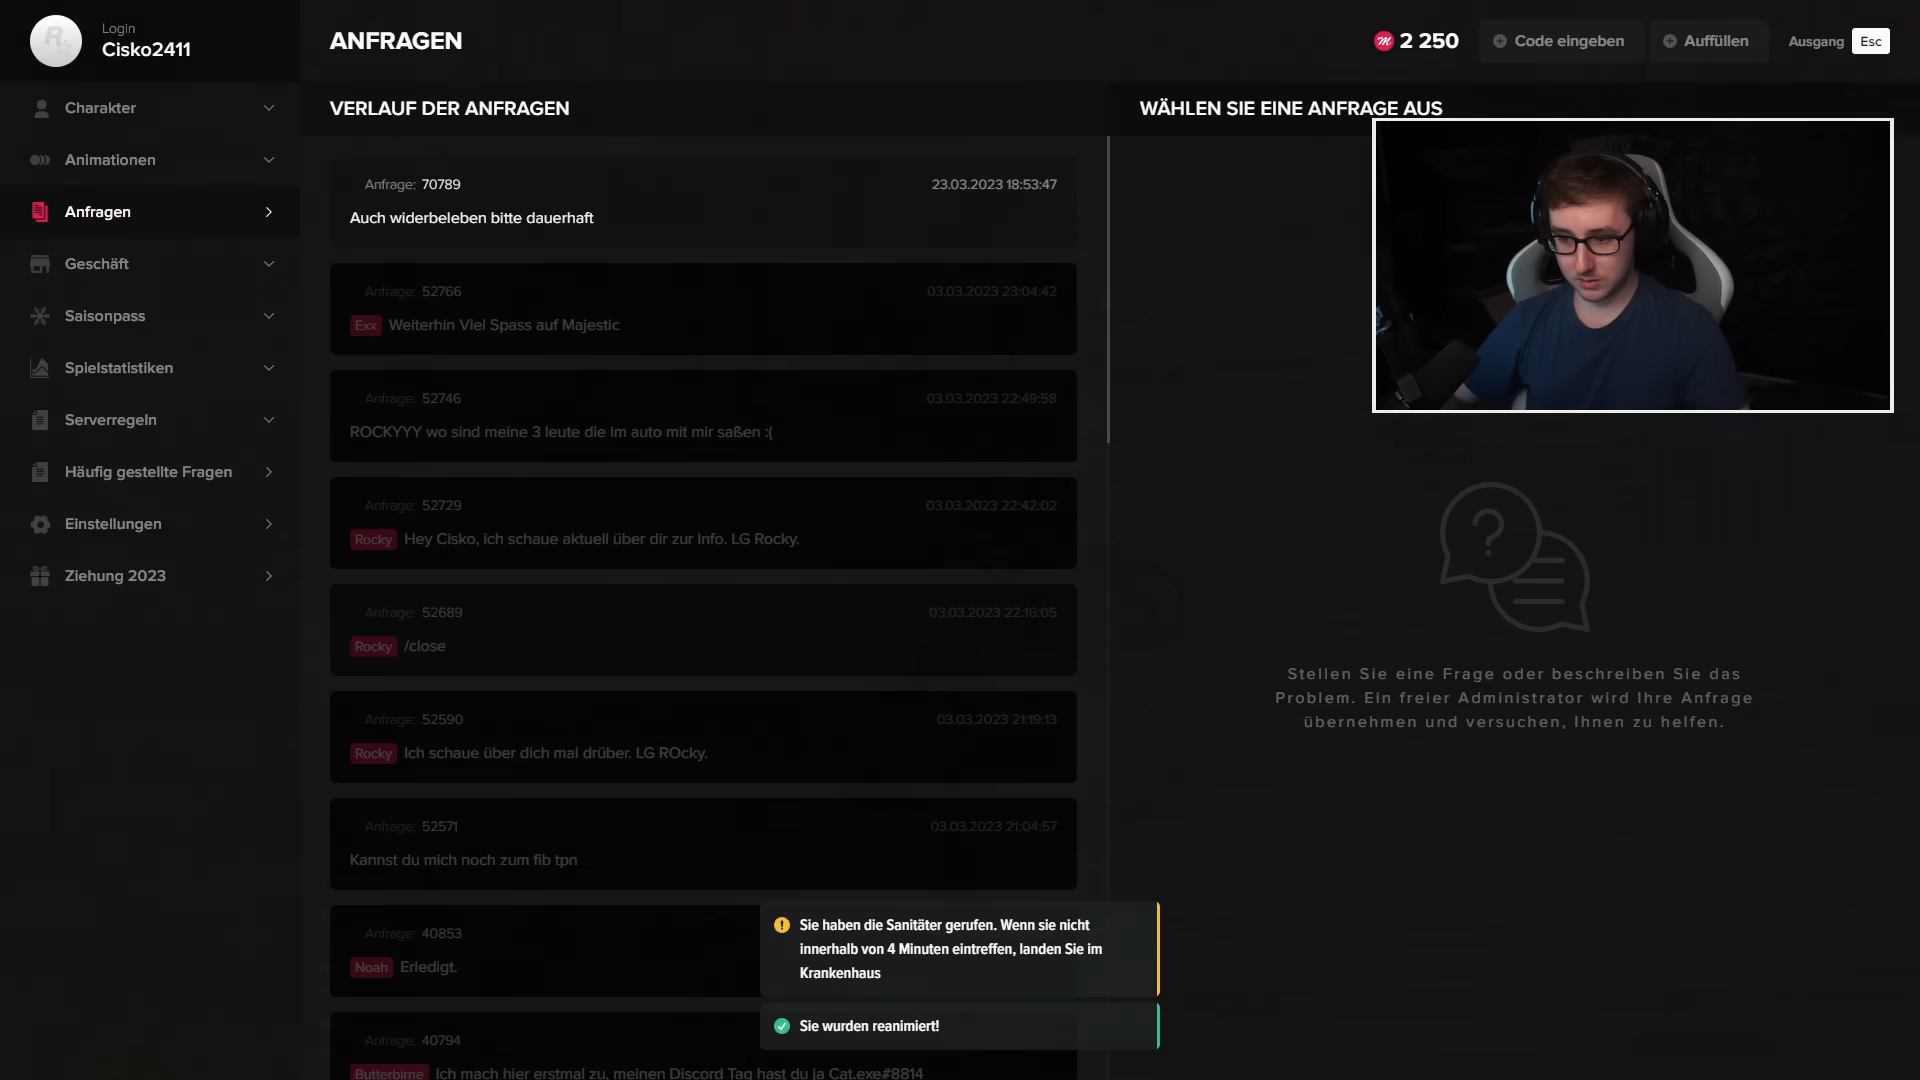 Login
Cisko2411
Charakter
Animationen
Anfragen
Geschäft
Saisonpass
Spielstatistiken
Serverregeln
Häufig gestellte Fragen
Einstellungen
Ziehung 2023
ANFRAGEN
2 250
Code eingeben
Auffüllen
Ausgang Esc
VERLAUF DER ANFRAGEN
Anfrage: 70789 23.03.2023 18:53:47
Auch widerbeleben bitte dauerhaft
Anfrage: 52766 03.03.2023 23:04:42
Exx Weiterhin Viel Spass auf Majestic
Anfrage: 52746 03.03.2023 22:49:58
ROCKYYY wo sind meine 3 leute die im auto mit mir saßen :(
Anfrage: 52729 03.03.2023 22:42:02
Rocky Hey Cisko, ich schaue aktuell über dir zur Info. LG Rocky.
Anfrage: 52689 03.03.2023 22:16:05
Rocky /close
Anfrage: 52590 03.03.2023 21:19:13
Rocky Ich schaue über dich mal drüber. LG ROcky.
Anfrage: 52571 03.03.2023 21:04:57
Kannst du mich noch zum fib tpn
Anfrage: 40853
Noah Erledigt.
Anfrage: 40794
Butterbirne Ich mach hier erstmal zu, meinen Discord Tag hast du ja Cat.exe#8814
Sie haben die Sanitäter gerufen. Wenn sie nicht
innerhalb von 4 Minuten eintreffen, landen Sie im
Krankenhaus
Sie wurden reanimiert!
WÄHLEN SIE EINE ANFRAGE AUS
Stellen Sie eine Frage oder beschreiben Sie das
Problem. Ein freier Administrator wird Ihre Anfrage
übernehmen und versuchen, Ihnen zu helfen.